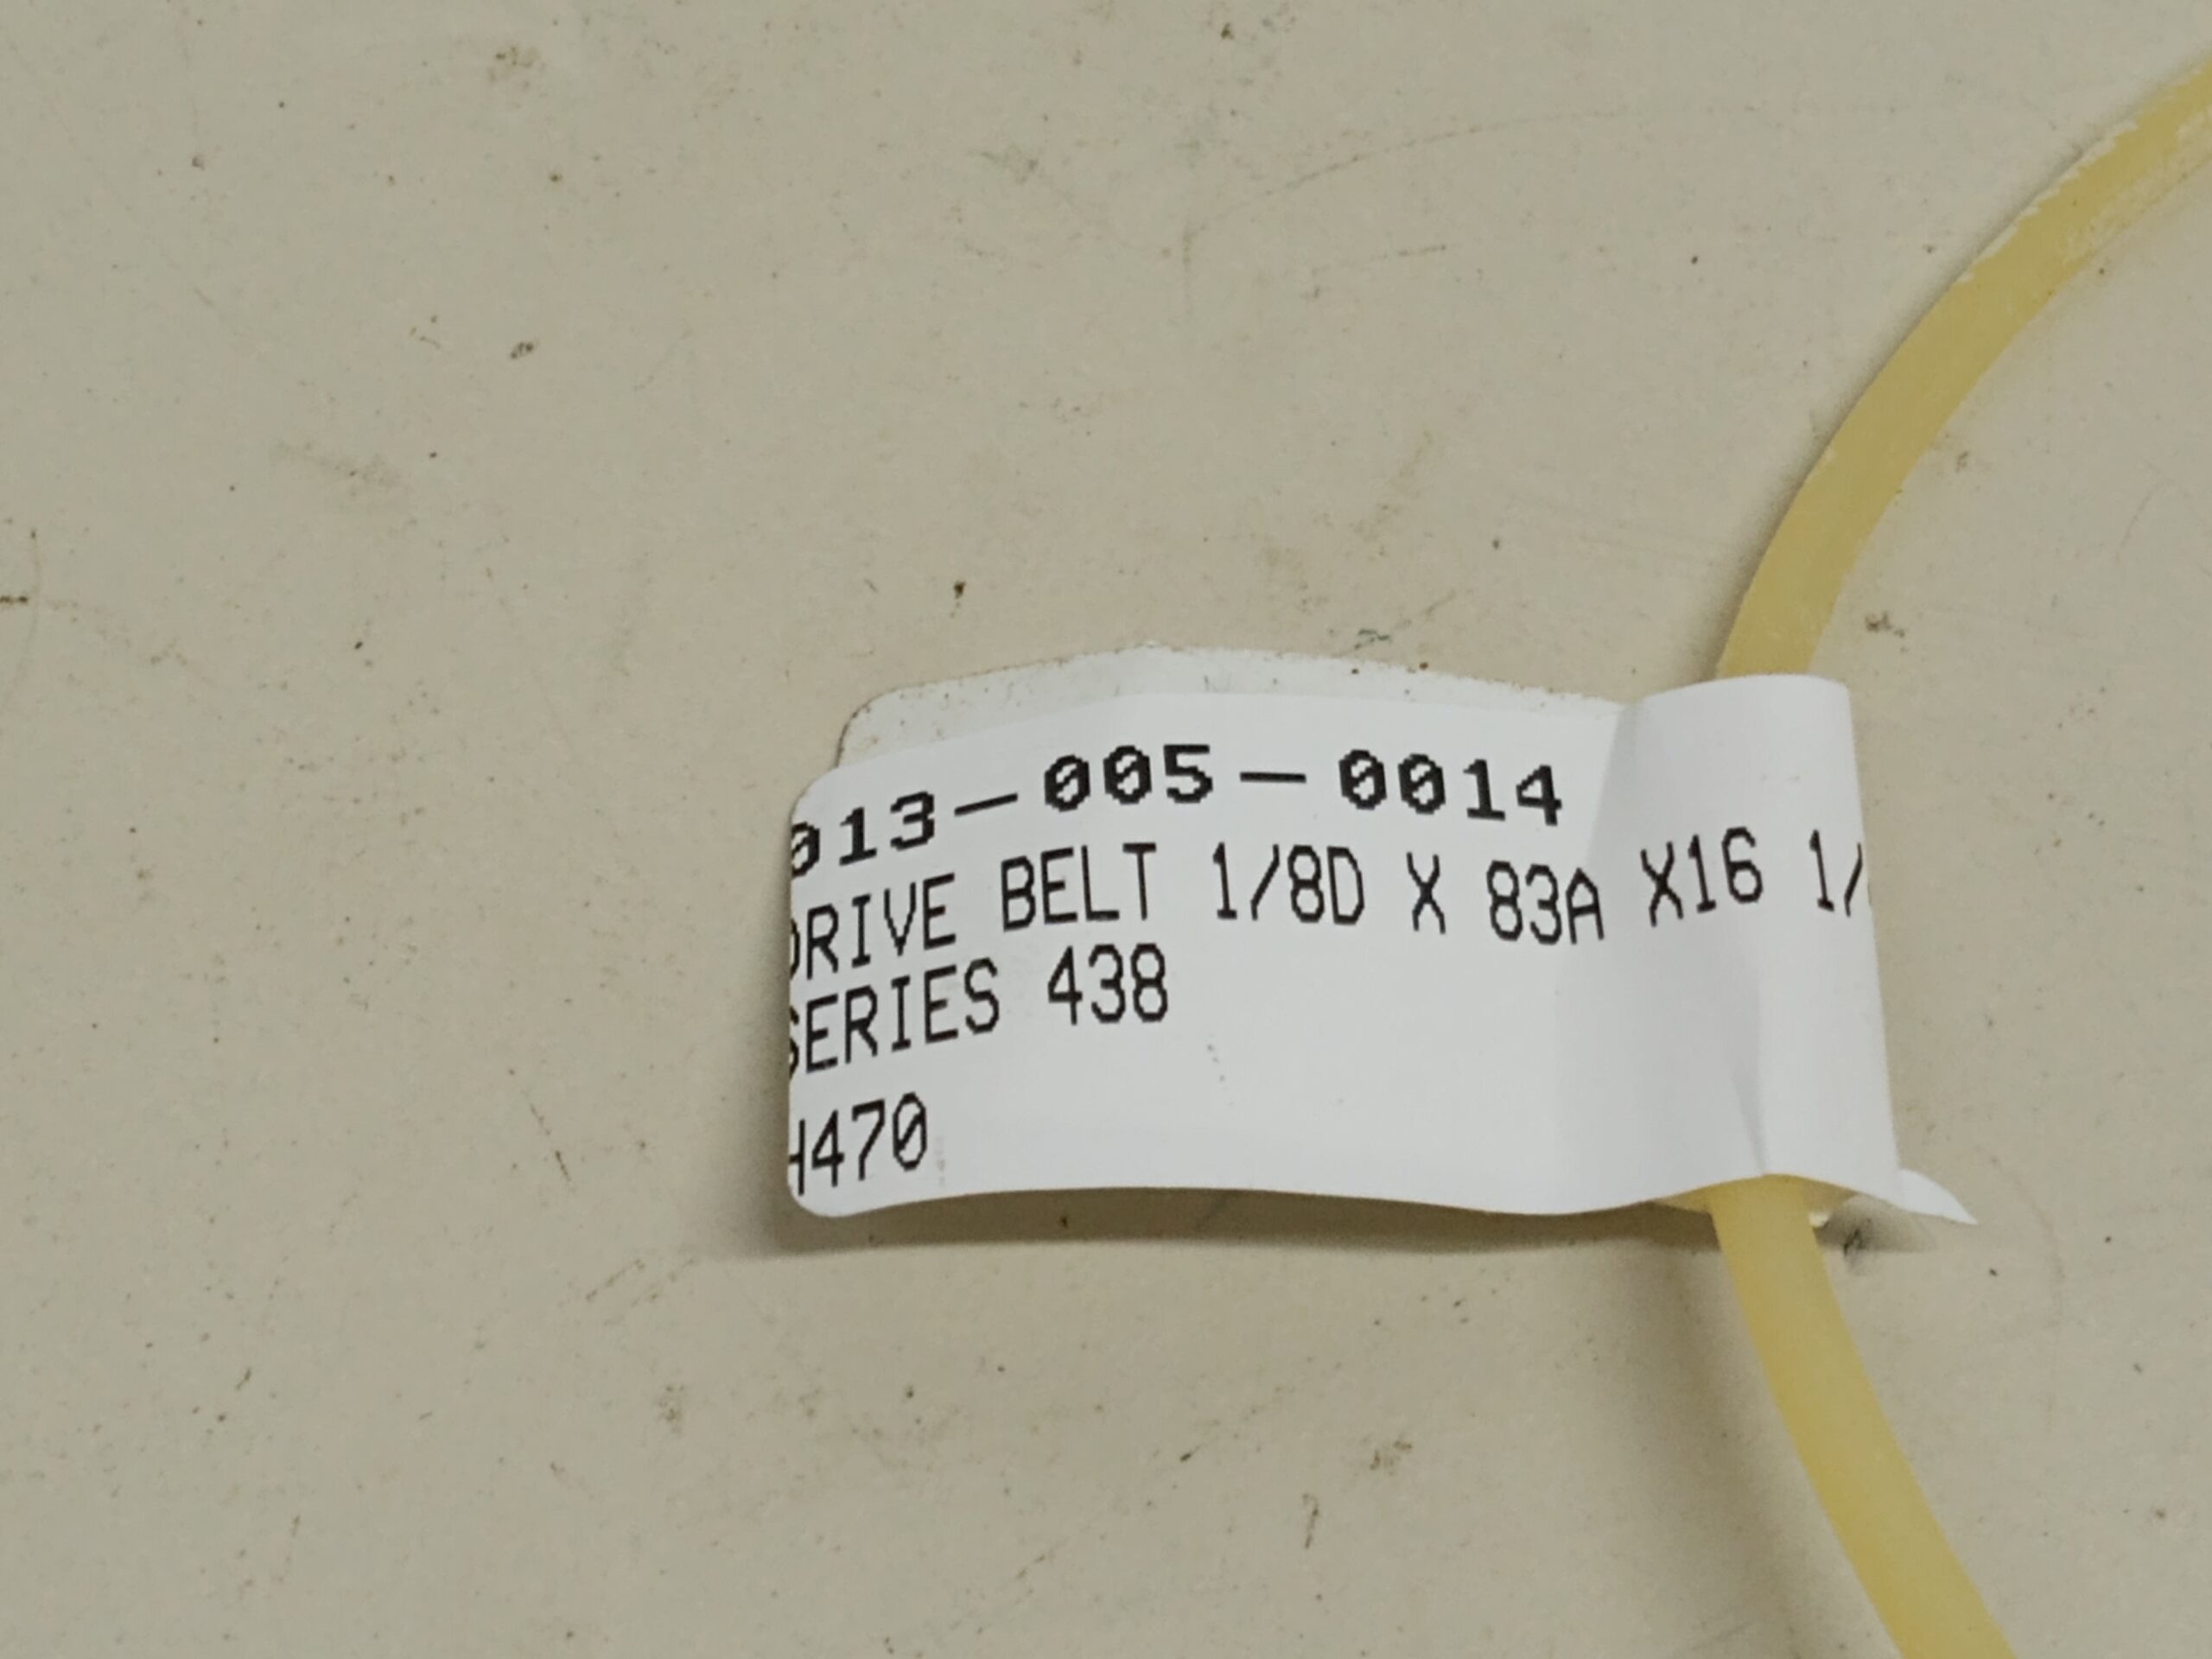 013-005-0014
DRIVE BELT 1/8D X 83A X16 1/
SERIES 438
H470